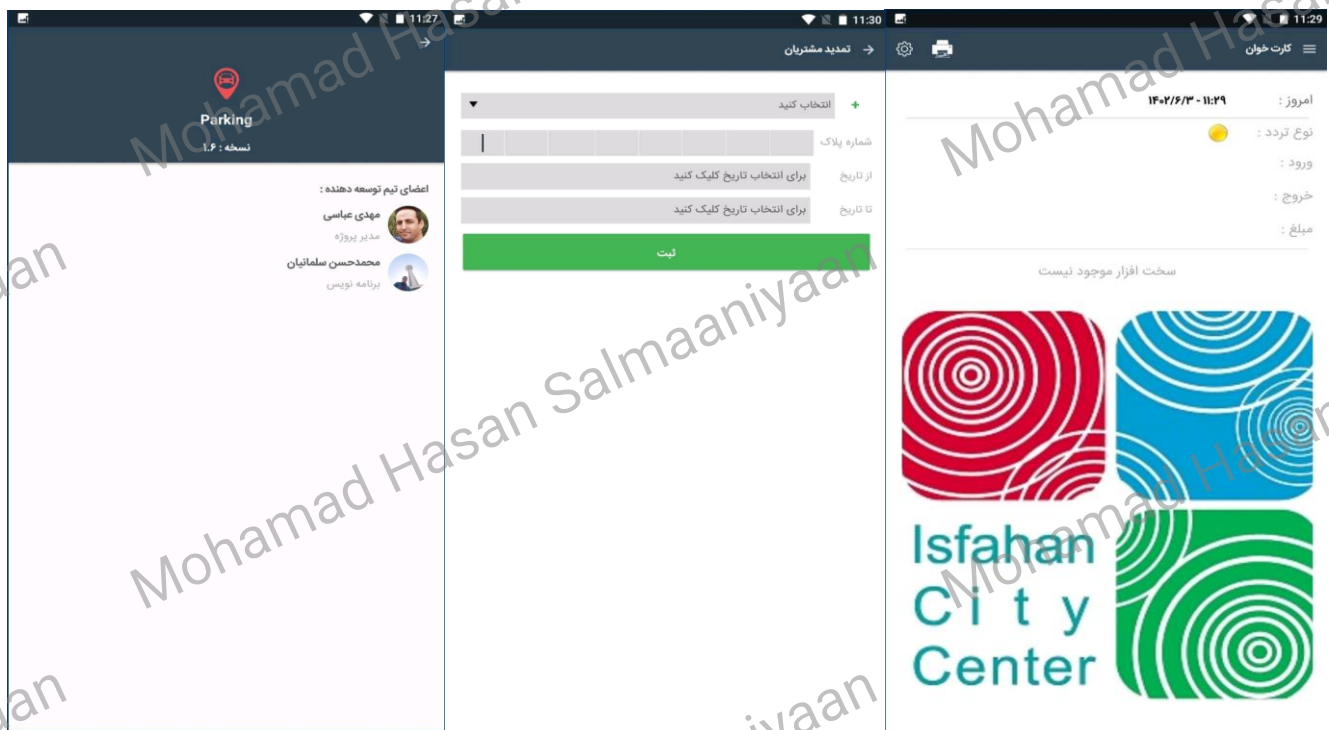 11:27
Parking
نسخه : ۱.۶
اعضای تیم توسعه دهنده :
مهدی عباسی
مدیر پروژه
محمدحسن سلمانیان
برنامه نویس
11:30
تمدید مشتریان
انتخاب کنید
شماره پلاک
از تاریخ
برای انتخاب تاریخ کلیک کنید
تا تاریخ
برای انتخاب تاریخ کلیک کنید
ثبت
11:29
کارت خوان
امروز : ۱۴۰۲/۶/۳ - ۱۱:۲۹
نوع تردد :
ورود :
خروج :
مبلغ :
سخت افزار موجود نیست
Isfahan
City
Center
Mohamad Hasan Salmaaniyaan